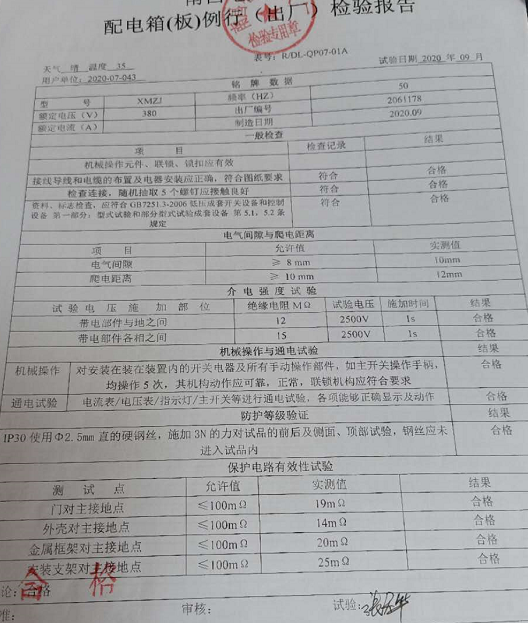 配电箱(板)例行(出厂)检验报告
检验专用章
表号：R/DL-QP07-01A
天气 晴 温度 35 试验日期 2020 年 09 月
用户单位：2020-07-043
铭牌数据
型号 XMZJ 频率（HZ） 50
额定电压（V） 380 出厂编号 2061178
额定电流（A） 制造日期 2020.09
一般检查
项目 检查记录 结果
机械操作元件、联锁、锁扣应有效 符合 合格
接线导线和电缆的布置及电器安装应正确，符合图纸要求 符合 合格
检查连接，随机抽取 5 个螺钉应接触良好 符合 合格
资料、标志检查，应符合 GB7251.3-2006 低压成套开关设备和控制
设备 第一部分：型式试验和部分型式试验成套设备 第 5.1，5.2 条
规定
电气间隙与爬电距离
项目 允许值 实测值
电气间隙 ≥ 8 mm 10mm
爬电距离 ≥ 10 mm 12mm
介电强度试验
试验电压施加部位 绝缘电阻 MΩ 试验电压 施加时间 结果
带电部件与地之间 12 2500V 1s 合格
带电部件各相之间 15 2500V 1s 合格
机械操作与通电试验 结果
机械操作 对安装在装在装置内的开关电器及所有手动操作部件，如主开关操作手柄， 合格
均操作 5 次，其机构动作应可靠，正常，联锁机构应符合要求
通电试验 电流表/电压表/指示灯/主开关等进行通电试验，各项能够正确显示及动作 合格
防护等级验证 结果
IP30 使用Φ2.5mm 直的硬钢丝，施加 3N 的力对试品的前后及侧面、顶部试验，钢丝应未 合格
进入试品内
保护电路有效性试验
测试点 允许值 实测值 结果
门对主接地点 ≤100mΩ 19mΩ 合格
外壳对主接地点 ≤100mΩ 14mΩ 合格
金属框架对主接地点 ≤100mΩ 20mΩ 合格
安装支架对主接地点 ≤100mΩ 25mΩ 合格
论：合格
合格
准： 审核： 试验：